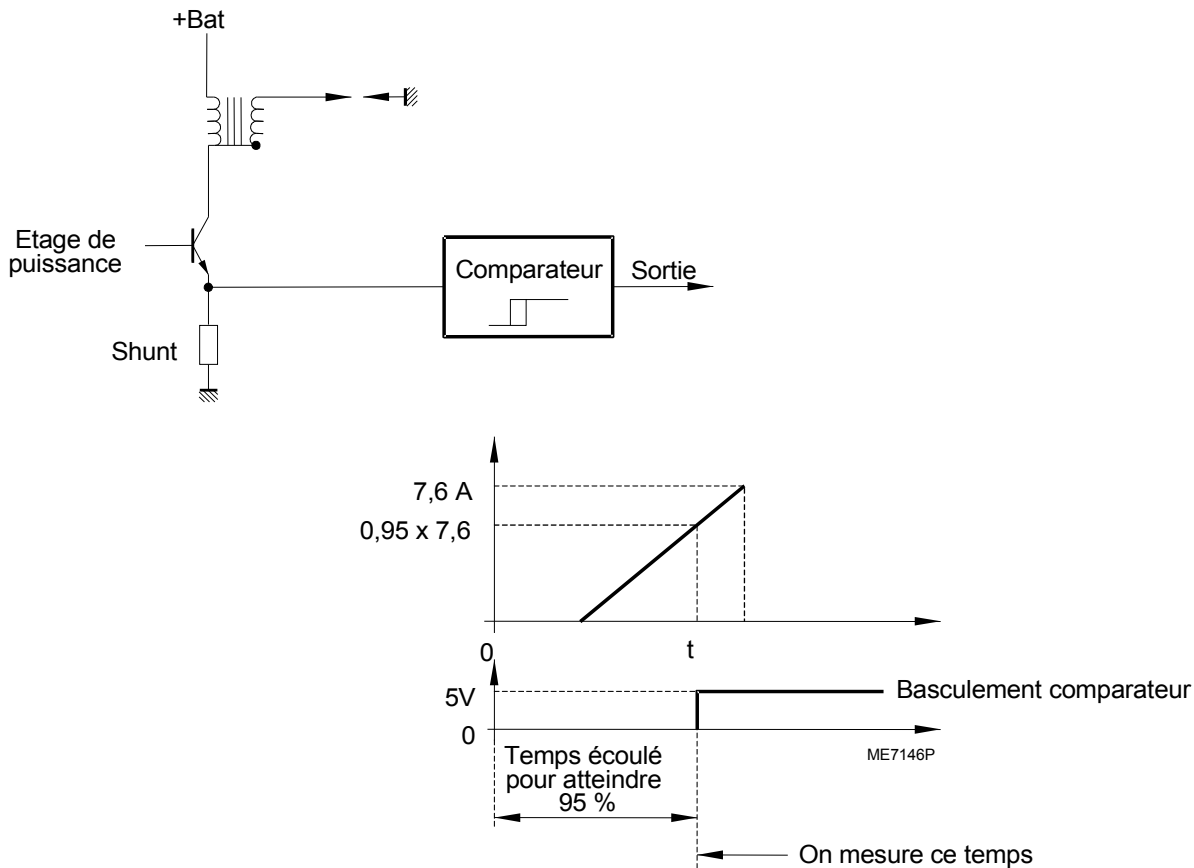 +Bat
Etage de
puissance
Comparateur
Sortie
Shunt
7,6 A
0,95 x 7,6
0
t
5V
Basculement comparateur
0
ME7146P
Temps écoulé
pour atteindre
95 %
On mesure ce temps